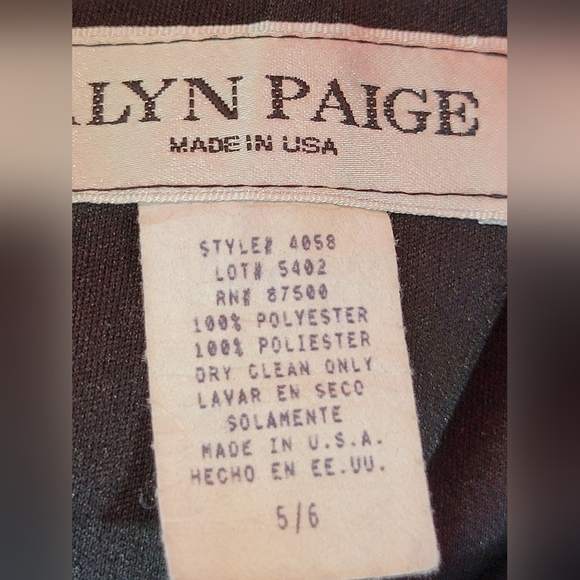 ALYN PAIGE
MADE IN USA
STYLE# 4058
LOT# 5402
RN# 87500
100% POLYESTER
100% POLIESTER
DRY CLEAN ONLY
LAVAR EN SECO
SOLAMENTE
MADE IN U.S.A.
HECHO EN EE.UU.
5/6